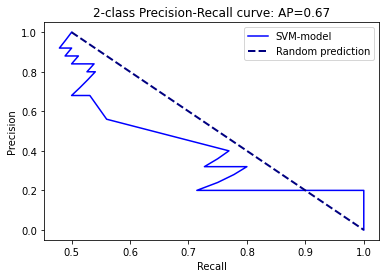 2-class Precision-Recall curve: AP=0.67
SVM-model
Random prediction
Precision
1.0
0.8
0.6
0.4
0.2
0.0
0.5 0.6 0.7 0.8 0.9 1.0
Recall